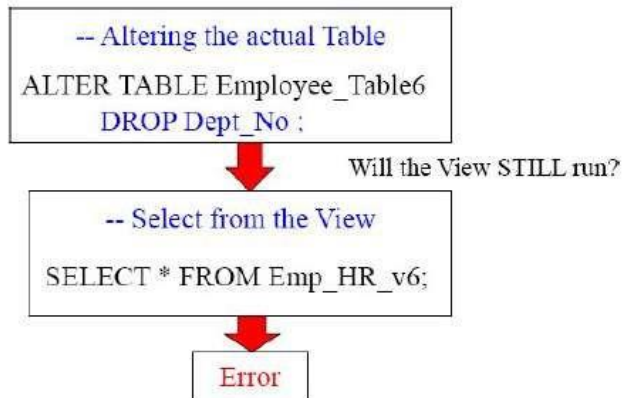 -- Altering the actual Table
ALTER TABLE Employee_Table6
DROP Dept_No ;
Will the View STILL run?
-- Select from the View
SELECT * FROM Emp_HR_v6;
Error